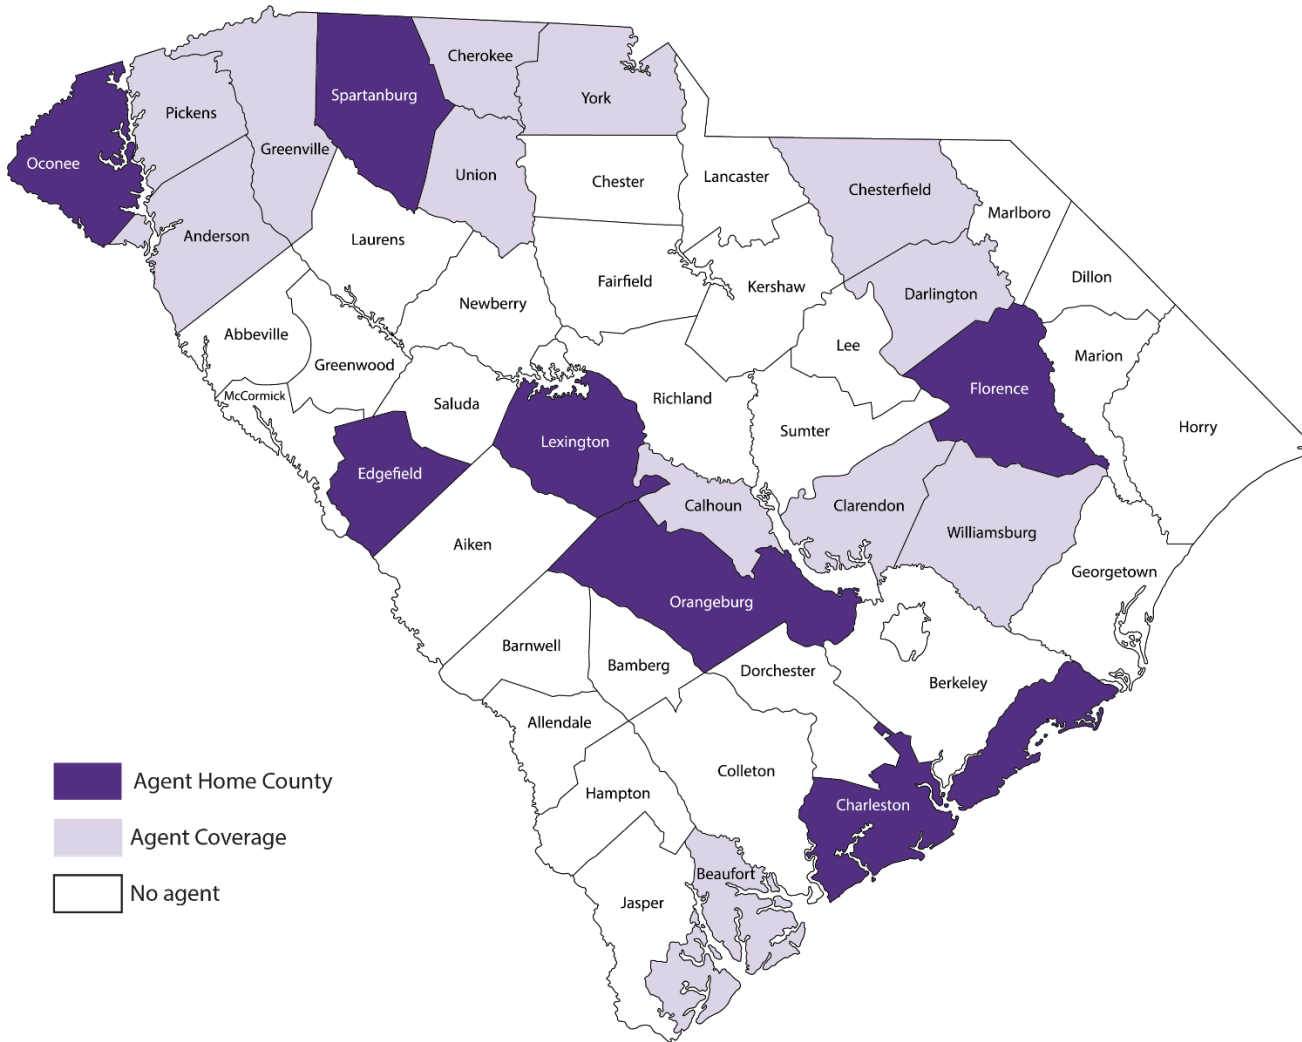 Cherokee
Spartanburg
York
Pickens
Greenville
Oconee
Union
Chester
Lancaster
Chesterfield
Marlboro
Anderson
Laurens
Fairfield
Kershaw
Darlington
Dillon
Newberry
Abbeville
Greenwood
Lee
Marion
McCormick
Saluda
Richland
Florence
Horry
Lexington
Sumter
Edgefield
Calhoun
Clarendon
Williamsburg
Aiken
Georgetown
Orangeburg
Barnwell
Bamberg
Dorchester
Berkeley
Allendale
Colleton
Hampton
Charleston
Beaufort
Jasper
Agent Home County
Agent Coverage
No agent